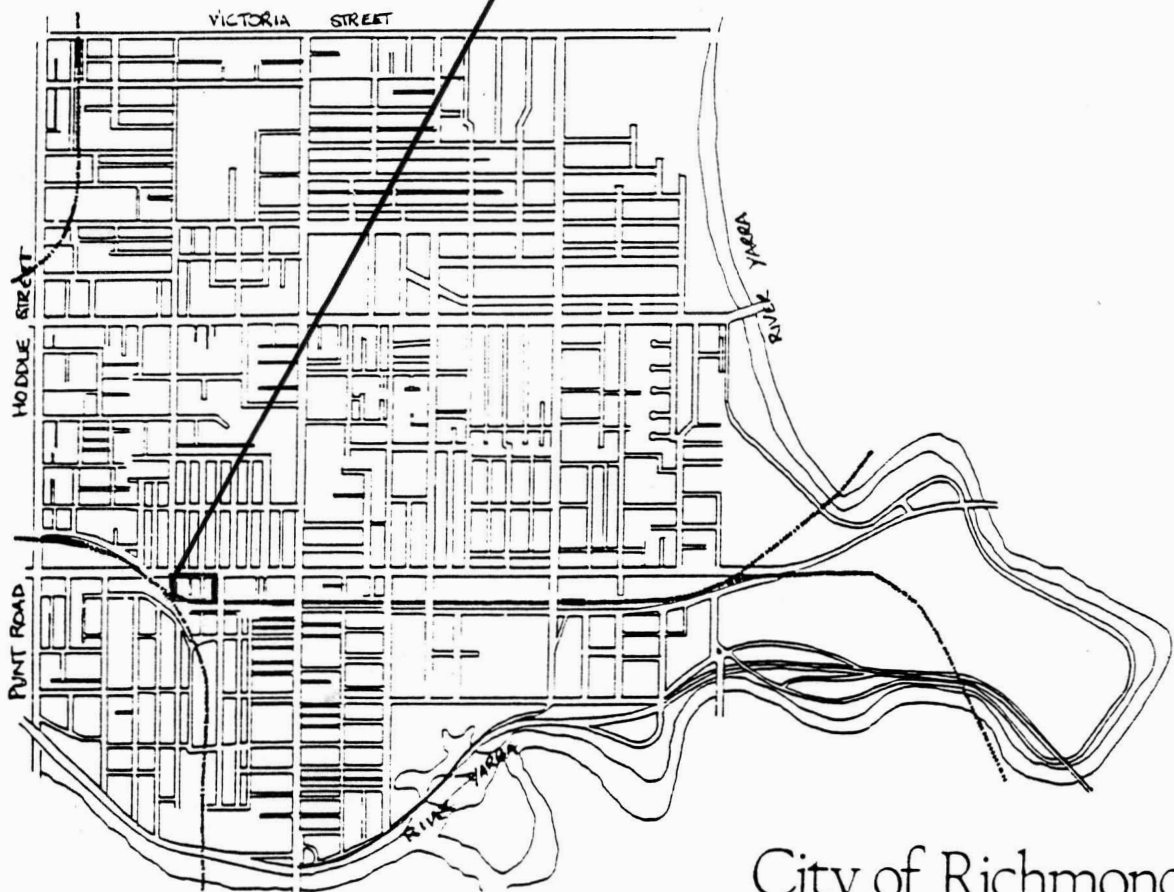 VICTORIA STREET
HODDLE STREET
YARRA
RIVER
PUNT ROAD
RIVER YARRA
City of Richmond